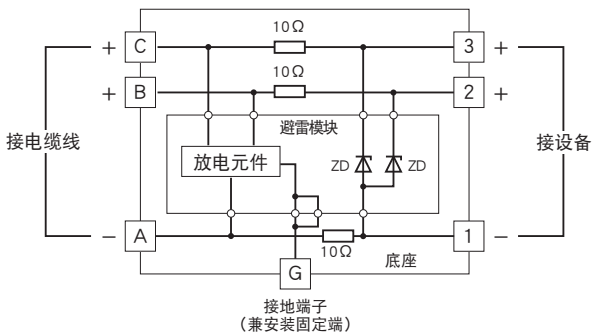 10Ω
+ C 3 +
10Ω
+ B 2 +
避雷模块
接电缆线
放电元件
ZD
ZD
接设备
− A 1 −
10Ω
底座
G
接地端子
（兼安装固定端）